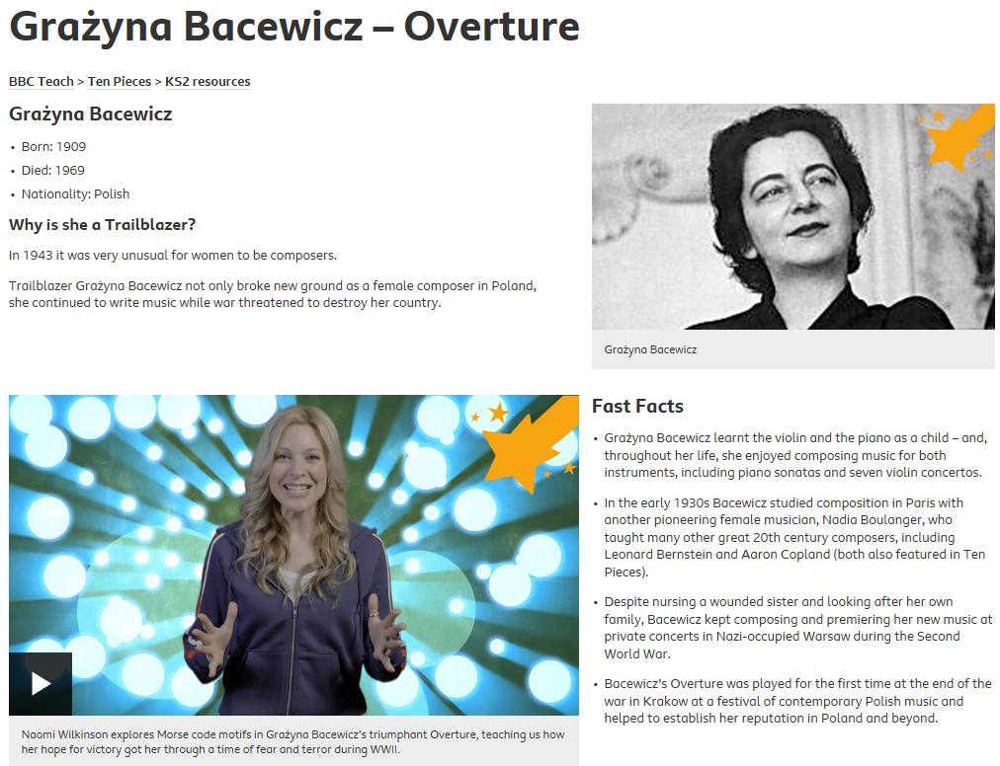 Grażyna Bacewicz – Overture
BBC Teach > Ten Pieces > KS2 resources
Grażyna Bacewicz
• Born: 1909
• Died: 1969
• Nationality: Polish
Why is she a Trailblazer?
In 1943 it was very unusual for women to be composers.
Trailblazer Grażyna Bacewicz not only broke new ground as a female composer in Poland,
she continued to write music while war threatened to destroy her country.
Grażyna Bacewicz
Naomi Wilkinson explores Morse code motifs in Grażyna Bacewicz's triumphant Overture, teaching us how
her hope for victory got her through a time of fear and terror during WWII.
Fast Facts
• Grażyna Bacewicz learnt the violin and the piano as a child – and,
throughout her life, she enjoyed composing music for both
instruments, including piano sonatas and seven violin concertos.
• In the early 1930s Bacewicz studied composition in Paris with
another pioneering female musician, Nadia Boulanger, who
taught many other great 20th century composers, including
Leonard Bernstein and Aaron Copland (both also featured in Ten
Pieces).
• Despite nursing a wounded sister and looking after her own
family, Bacewicz kept composing and premiering her new music at
private concerts in Nazi-occupied Warsaw during the Second
World War.
• Bacewicz's Overture was played for the first time at the end of the
war in Krakow at a festival of contemporary Polish music and
helped to establish her reputation in Poland and beyond.